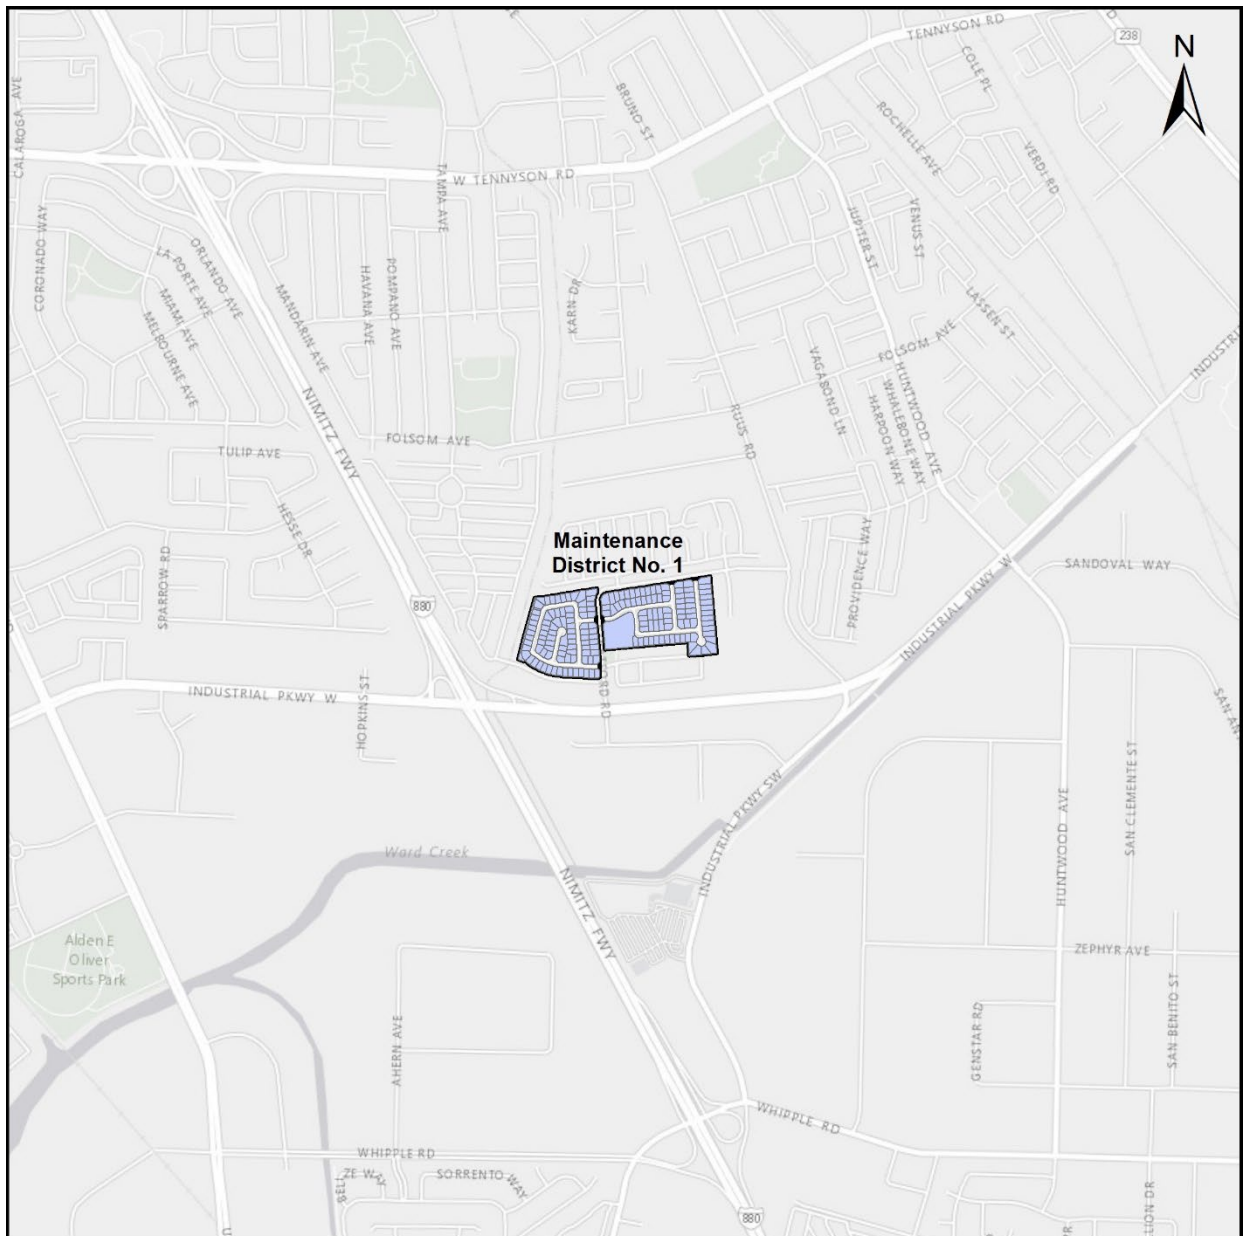 TENNYSON RD
238
N
CALAROGA AVE
BRUNO ST
COLE PL
ROCHELLE AVE
VERDI RD
TAMPA AVE
W TENNYSON RD
CORONADO WAY
ORLANDO AVE
LA PORTE AVE
MIAMI AVE
MELBOURNE AVE
MANDARIN AVE
HAVANA AVE
POMPANO AVE
KARN DR
JUPITER ST
VENUS ST
LASSEN ST
FOLSOM AVE
VAGABOND LN
HUNTWOOD AVE
WHALEBONE WAY
HARPOON WAY
RUUS RD
NIMITZ FWY
FOLSOM AVE
TULIP AVE
HESSE DR
SPARROW RD
Maintenance
District No. 1
PROVIDENCE WAY
SANDOVAL WAY
INDUSTRIAL PKWY W
880
INDUSTRIAL PKWY W
HOPKINS ST
INDUSTRIAL PKWY SW
HUNTWOOD AVE
SAN CLEMENTE ST
Ward Creek
NIMITZ FWY
Alden E
Oliver
Sports Park
ZEPHYR AVE
AHERN AVE
GENSTAR RD
SAN BENITO ST
WHIPPLE RD
WHIPPLE RD
ZE WAY
SORRENTO WAY
880